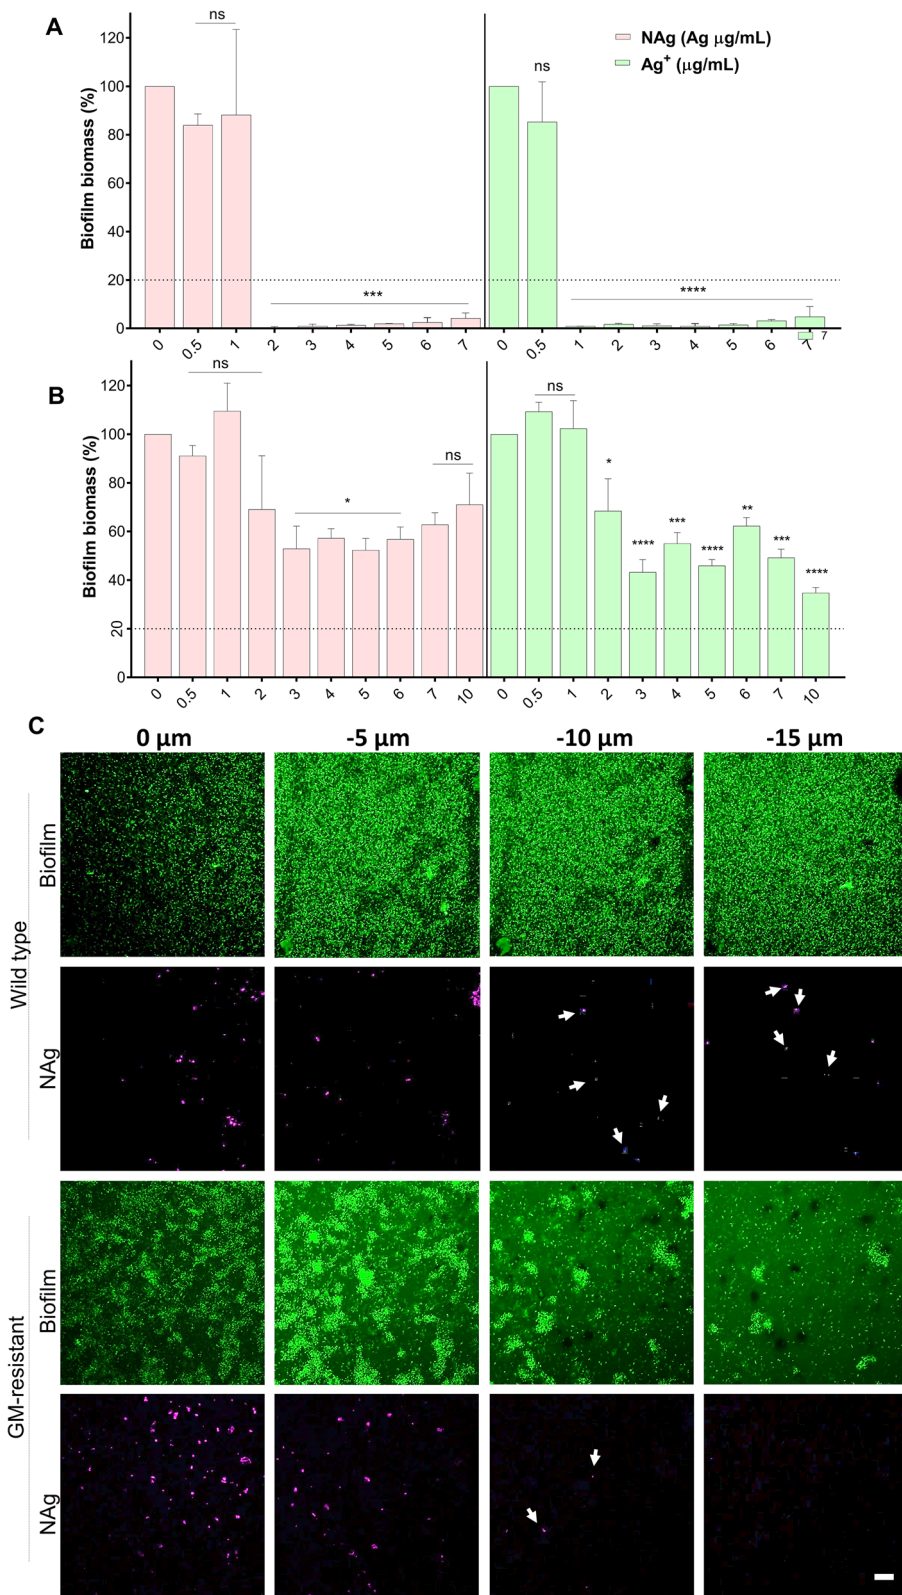 A
ns
NAg (Ag µg/mL)
Ag⁺ (µg/mL)
ns
Biofilm biomass (%)
120
100
80
60
40
20
0
***
****
0 0.5 1 2 3 4 5 6 7 0 0.5 1 2 3 4 5 6 7
7
B
ns
ns
Biofilm biomass (%)
120
100
80
60
40
20
0
*
ns
* **** *** **** ** *** ****
0 0.5 1 2 3 4 5 6 7 10 0 0.5 1 2 3 4 5 6 7 10
C
0 µm -5 µm -10 µm -15 µm
Wild type
Biofilm
NAg
GM-resistant
Biofilm
NAg